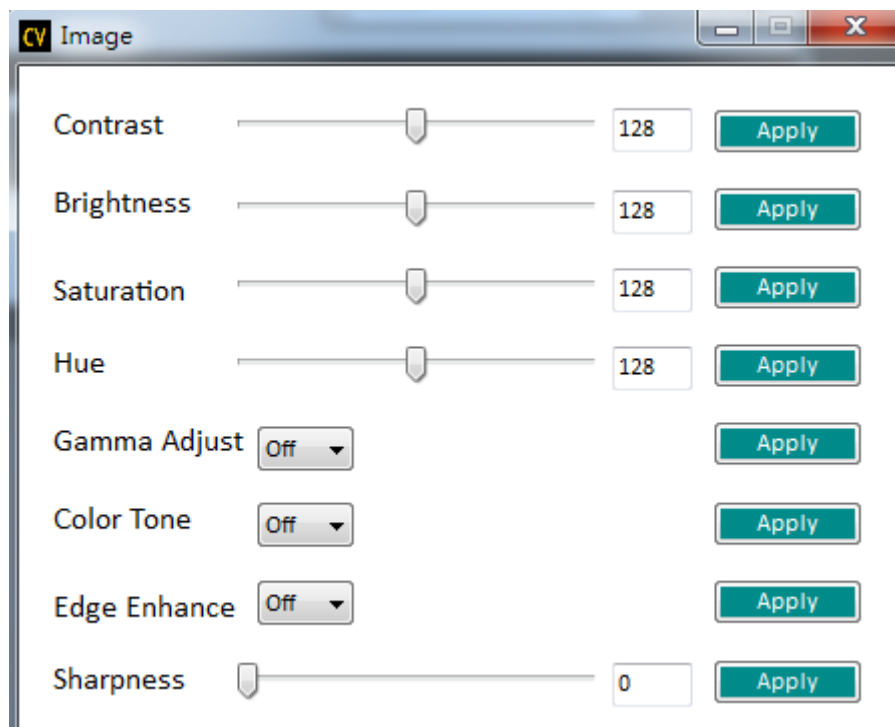 CV Image
Contrast 128 Apply
Brightness 128 Apply
Saturation 128 Apply
Hue 128 Apply
Gamma Adjust Off Apply
Color Tone Off Apply
Edge Enhance Off Apply
Sharpness 0 Apply